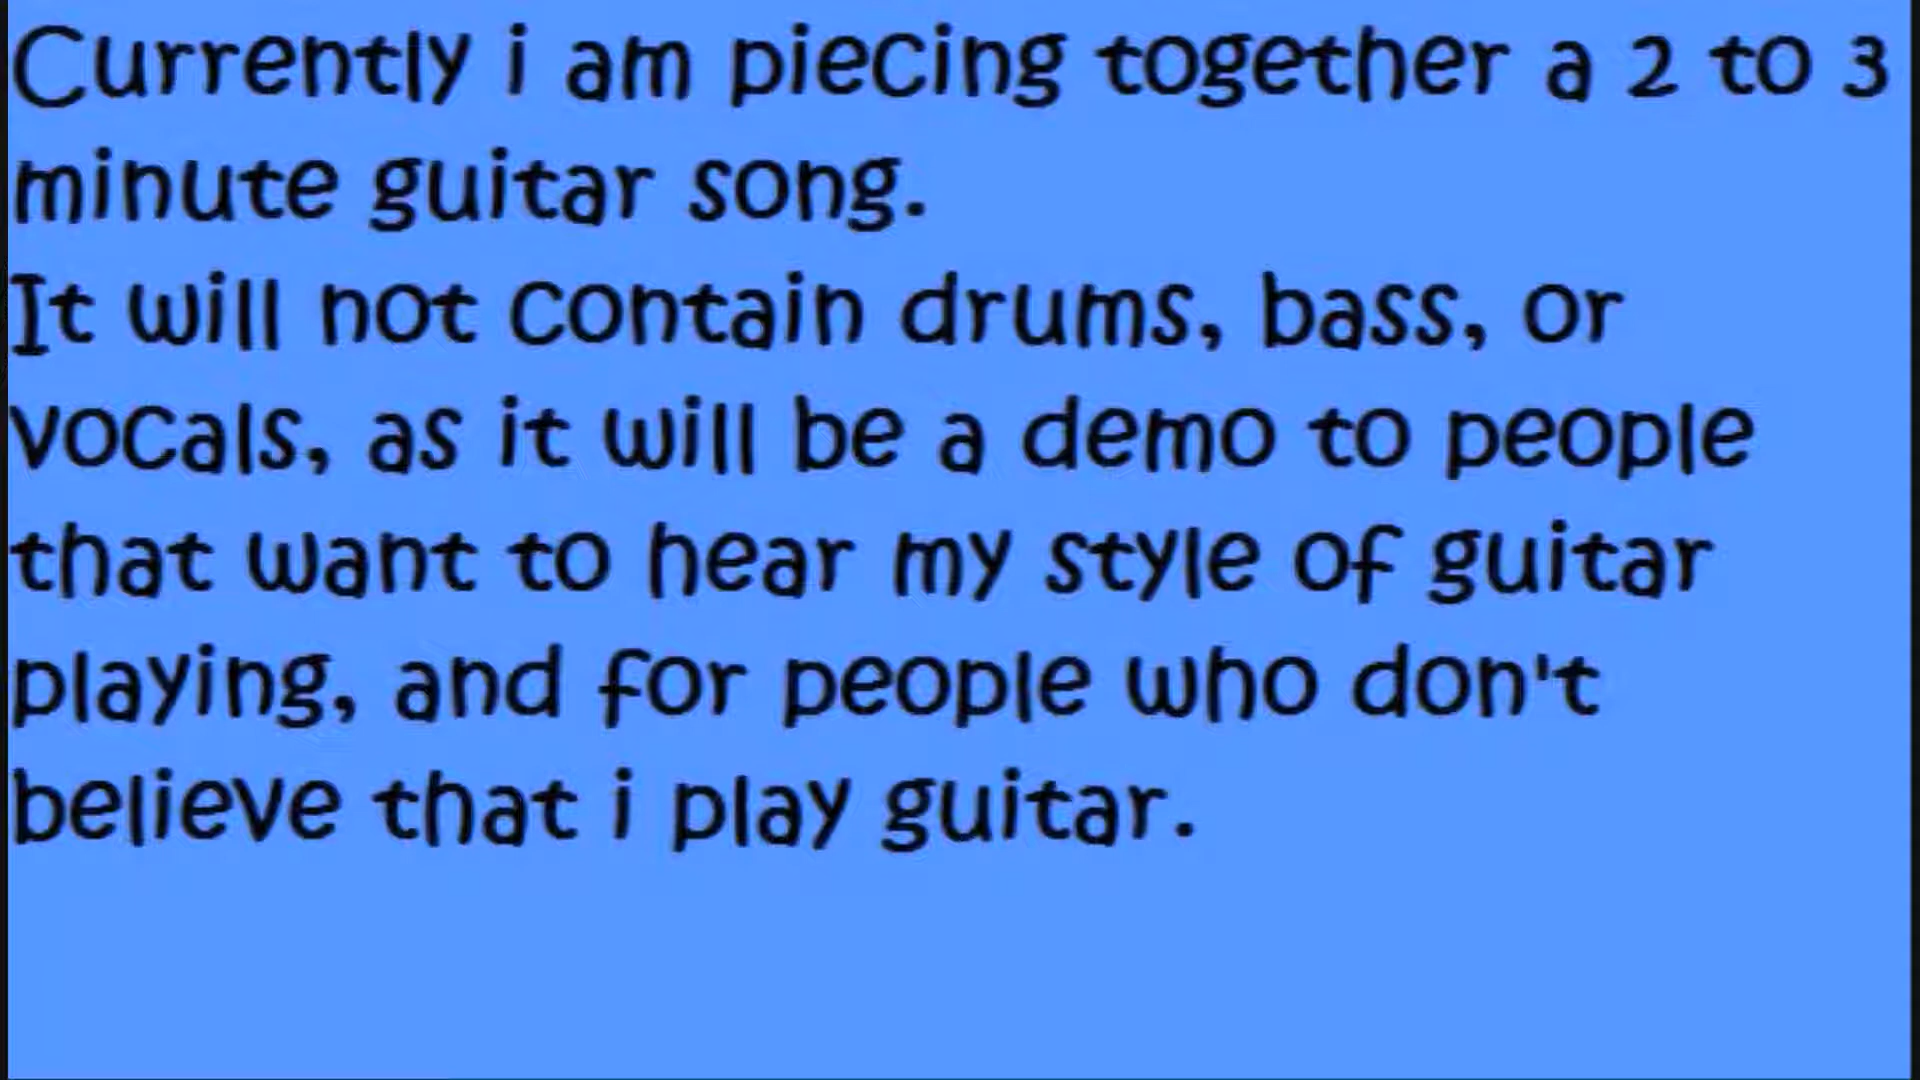 Currently i am piecing together a 2 to 3
minute guitar song.
It will not contain drums, bass, or
vocals, as it will be a demo to people
that want to hear my style of guitar
playing, and for people who don't
believe that i play guitar.